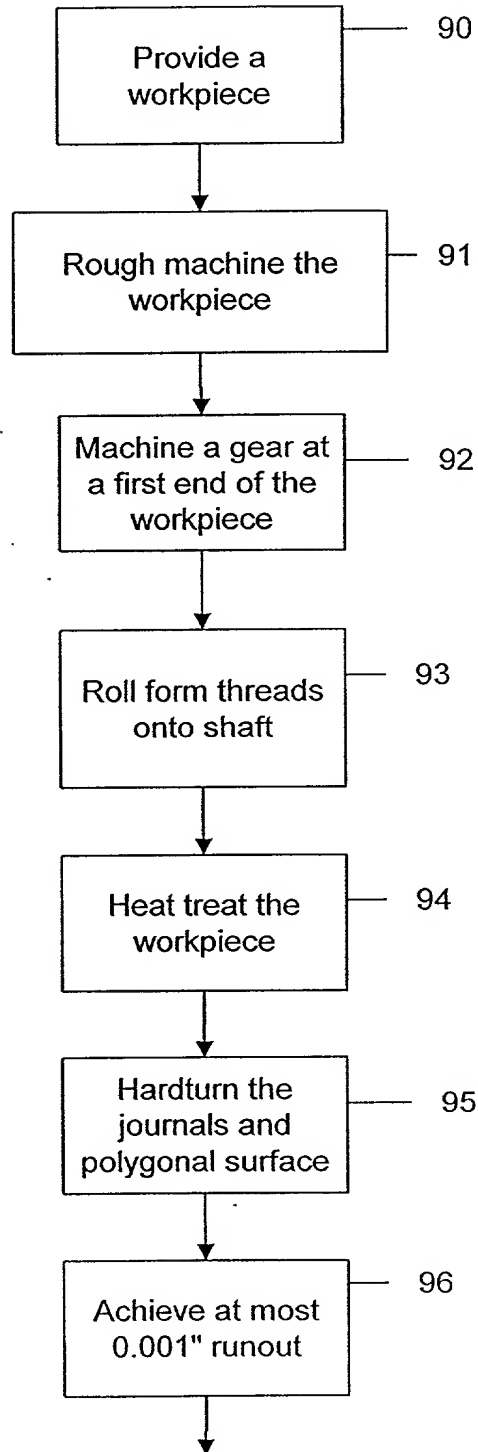 90
Provide a
workpiece
91
Rough machine the
workpiece
92
Machine a gear at
a first end of the
workpiece
93
Roll form threads
onto shaft
94
Heat treat the
workpiece
95
Hardturn the
journals and
polygonal surface
96
Achieve at most
0.001" runout